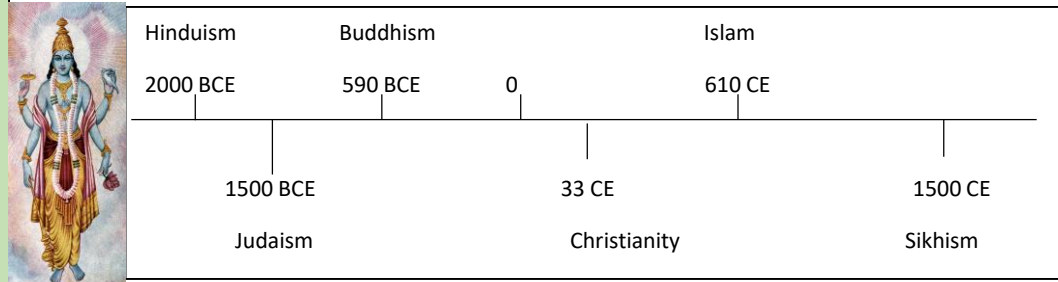 Hinduism Buddhism Islam
2000 BCE 590 BCE 0 610 CE
1500 BCE 33 CE 1500 CE
Judaism Christianity Sikhism